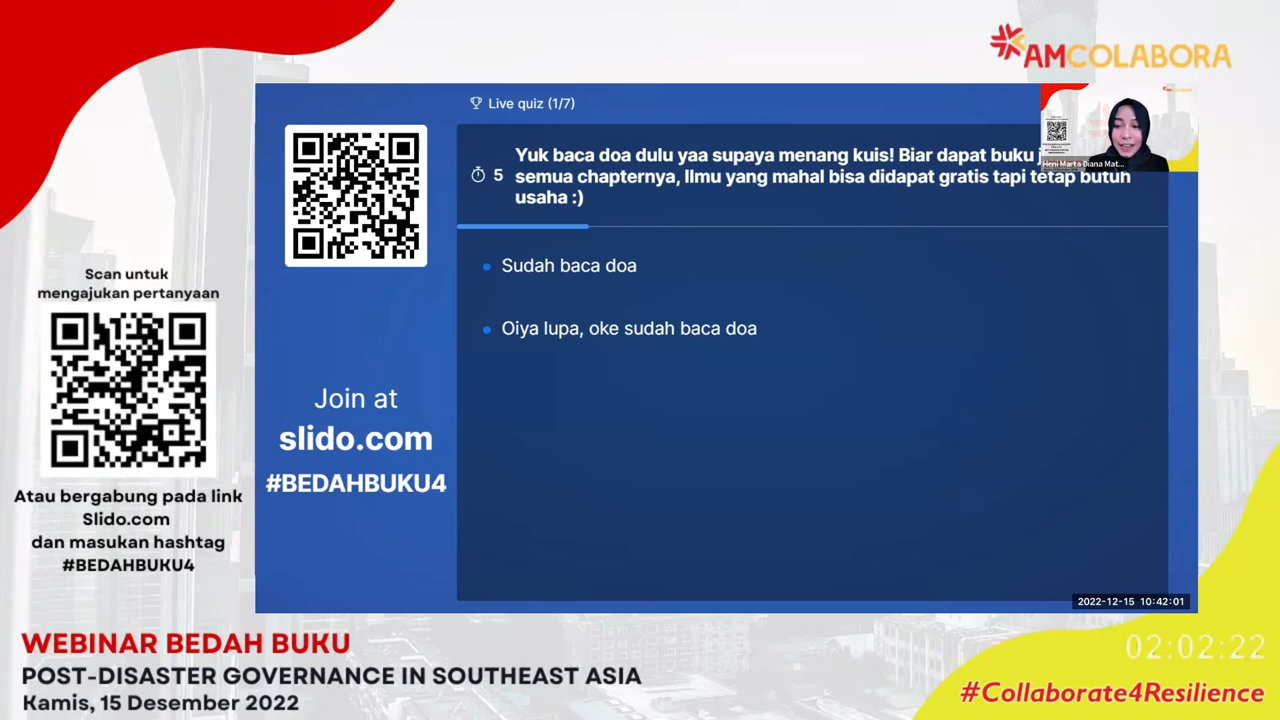 AMCOLABORA
Live quiz (1/7)
5
Yuk baca doa dulu yaa supaya menang kuis! Biar dapat buku
semua chapternya, Ilmu yang mahal bisa didapat gratis tapi tetap butuh
usaha :)
Heni Marta Diana Mat...
Sudah baca doa
Oiya lupa, oke sudah baca doa
Join at
slido.com
#BEDAHBUKU4
Scan untuk
mengajukan pertanyaan
Atau bergabung pada link
Slido.com
dan masukan hashtag
#BEDAHBUKU4
2022-12-15 10:42:01
WEBINAR BEDAH BUKU
POST-DISASTER GOVERNANCE IN SOUTHEAST ASIA
Kamis, 15 Desember 2022
02:02:22
#Collaborate4Resilience